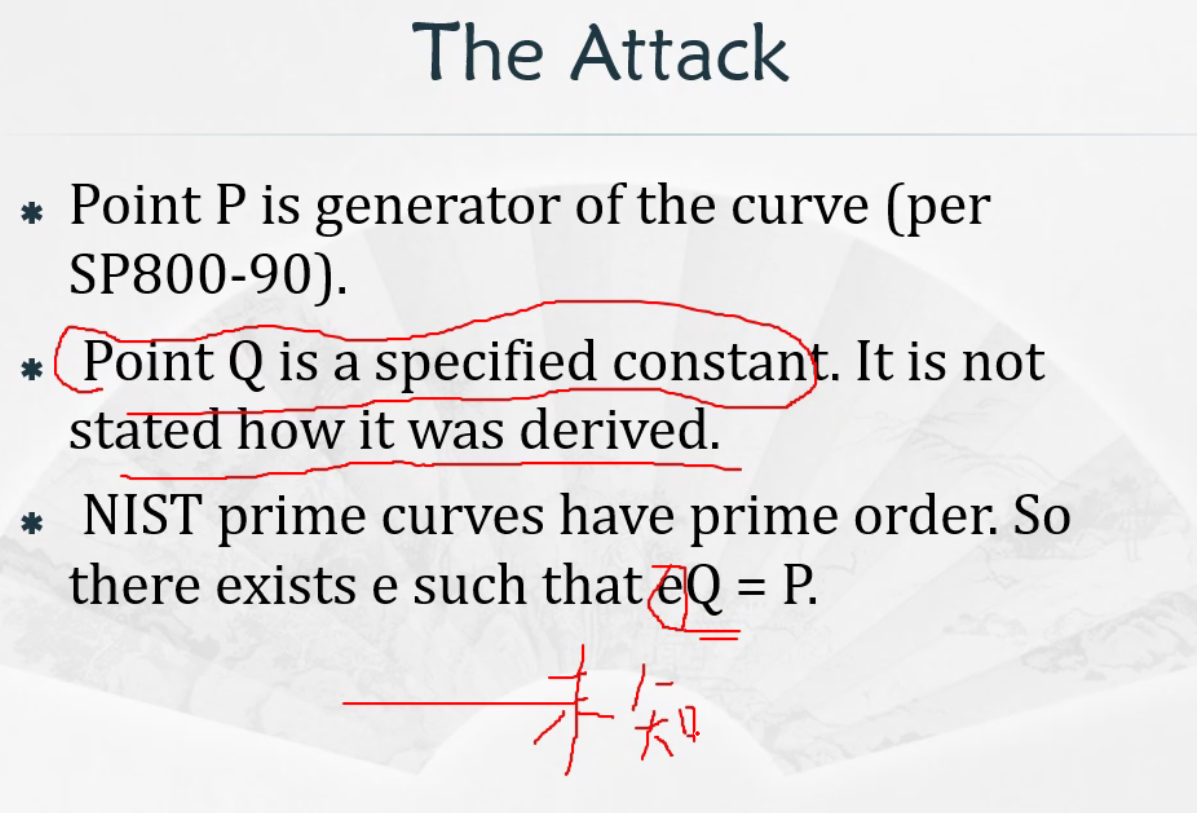 The Attack
* Point P is generator of the curve (per
SP800-90).
* Point Q is a specified constant. It is not
stated how it was derived.
* NIST prime curves have prime order. So
there exists e such that eQ = P.
未知